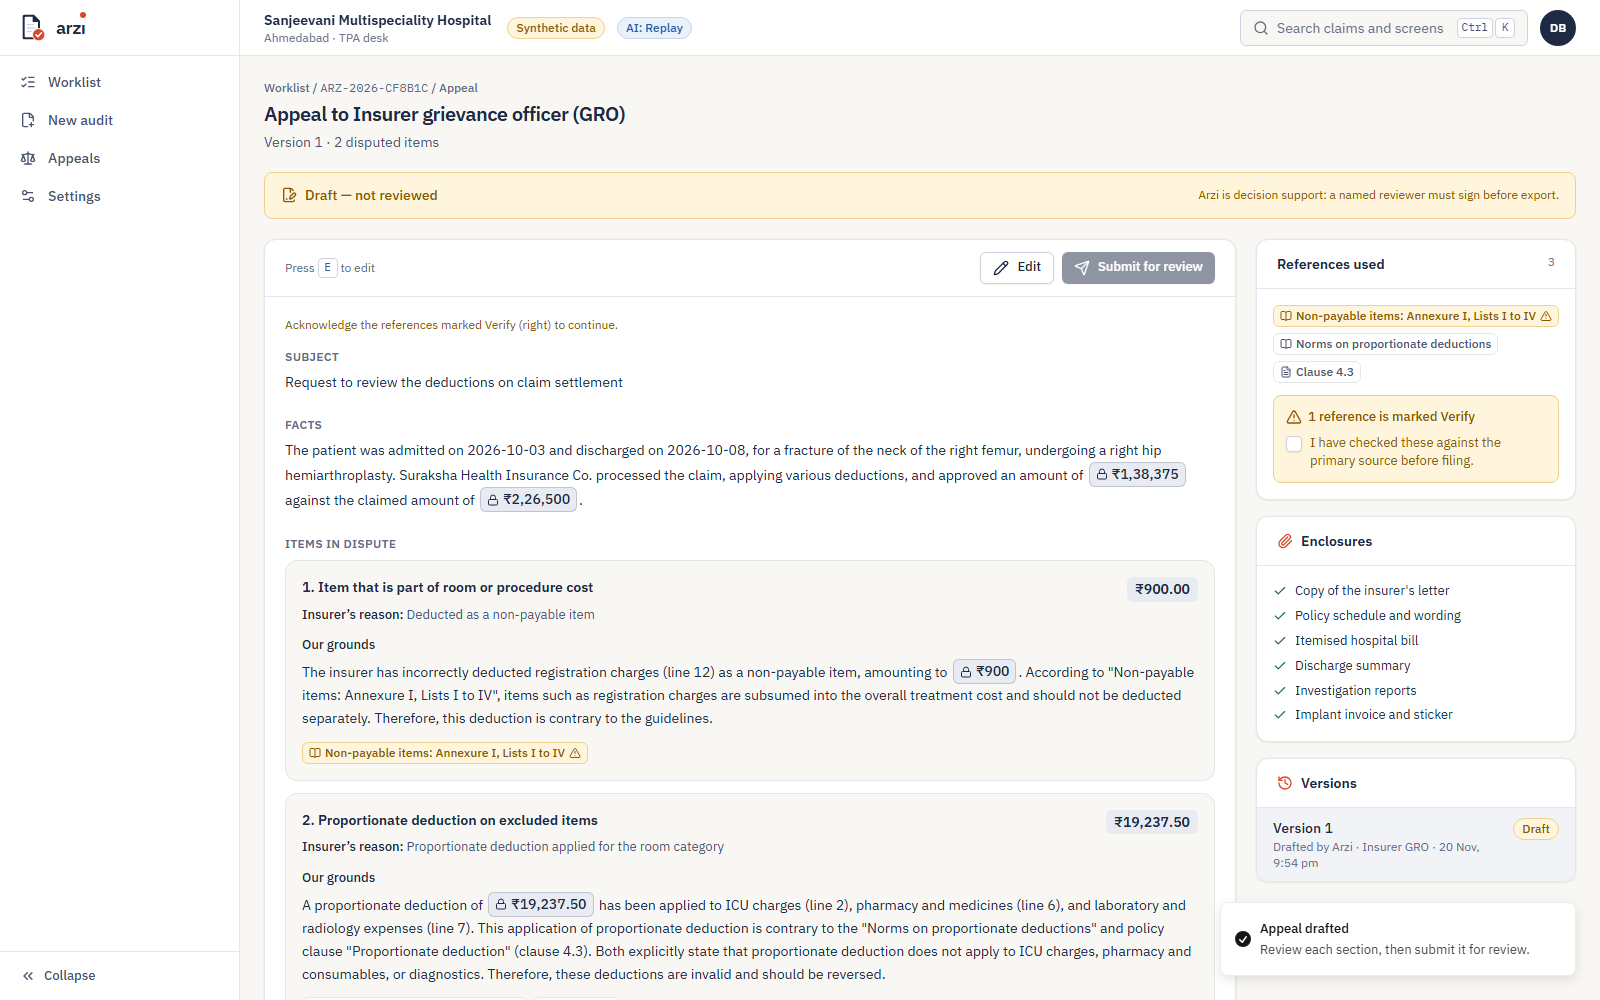 arzi
Sanjeevani Multispeciality Hospital
Ahmedabad · TPA desk
Synthetic data
AI: Replay
Search claims and screens
Ctrl K
DB
Worklist
New audit
Appeals
Settings
Collapse
Worklist / ARZ-2026-CF8B1C / Appeal
Appeal to Insurer grievance officer (GRO)
Version 1 · 2 disputed items
Draft — not reviewed
Arzi is decision support: a named reviewer must sign before export.
Press E to edit
Edit
Submit for review
Acknowledge the references marked Verify (right) to continue.
SUBJECT
Request to review the deductions on claim settlement
FACTS
The patient was admitted on 2026-10-03 and discharged on 2026-10-08, for a fracture of the neck of the right femur, undergoing a right hip
hemiarthroplasty. Suraksha Health Insurance Co. processed the claim, applying various deductions, and approved an amount of ₹1,38,375
against the claimed amount of ₹2,26,500 .
ITEMS IN DISPUTE
1. Item that is part of room or procedure cost
₹900.00
Insurer’s reason: Deducted as a non-payable item
Our grounds
The insurer has incorrectly deducted registration charges (line 12) as a non-payable item, amounting to ₹900 . According to "Non-payable
items: Annexure I, Lists I to IV", items such as registration charges are subsumed into the overall treatment cost and should not be deducted
separately. Therefore, this deduction is contrary to the guidelines.
Non-payable items: Annexure I, Lists I to IV
2. Proportionate deduction on excluded items
₹19,237.50
Insurer’s reason: Proportionate deduction applied for the room category
Our grounds
A proportionate deduction of ₹19,237.50 has been applied to ICU charges (line 2), pharmacy and medicines (line 6), and laboratory and
radiology expenses (line 7). This application of proportionate deduction is contrary to the "Norms on proportionate deductions" and policy
clause "Proportionate deduction" (clause 4.3). Both explicitly state that proportionate deduction does not apply to ICU charges, pharmacy and
consumables, or diagnostics. Therefore, these deductions are invalid and should be reversed.
References used
3
Non-payable items: Annexure I, Lists I to IV
Norms on proportionate deductions
Clause 4.3
1 reference is marked Verify
I have checked these against the
primary source before filing.
Enclosures
Copy of the insurer's letter
Policy schedule and wording
Itemised hospital bill
Discharge summary
Investigation reports
Implant invoice and sticker
Versions
Version 1
Draft
Drafted by Arzi · Insurer GRO · 20 Nov,
9:54 pm
Appeal drafted
Review each section, then submit it for review.